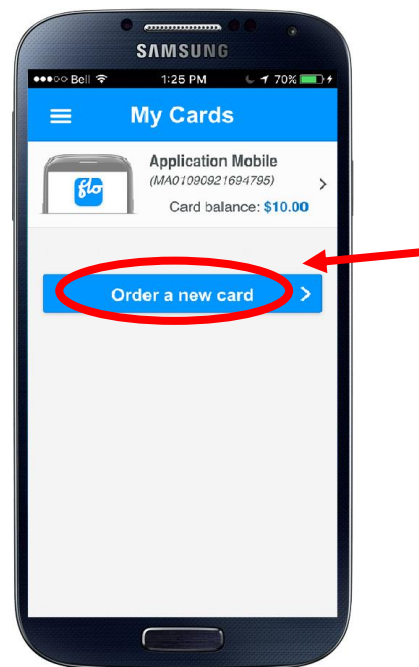 SAMSUNG
Bell 1:25 PM 70%
My Cards
flo
Application Mobile
(MA01090921694795)
Card balance: $10.00
Order a new card